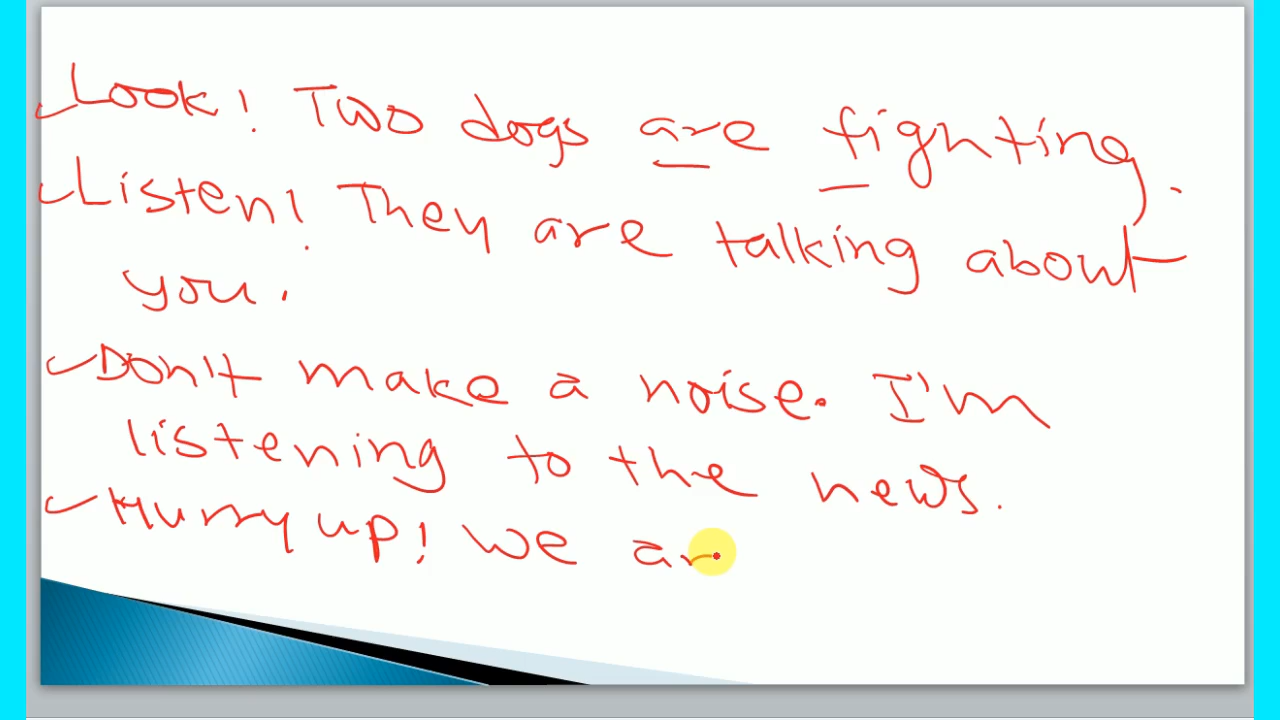 Look! Two dogs are fighting.
Listen! They are talking about
you.
Don't make a noise. I'm
listening to the news.
Hurry up! We ar